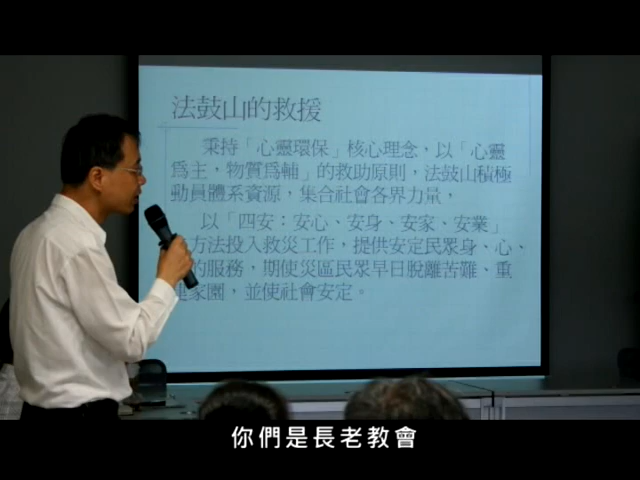 法鼓山的救援
秉持「心靈環保」核心理念，以「心靈
為主，物質為輔」的救助原則，法鼓山積極
動員體系資源，集合社會各界力量，
以「四安：安心、安身、安家、安業」
方法投入救災工作，提供安定民眾身、心、
的服務，期使災區民眾早日脫離苦難、重
建家園，並使社會安定。
你們是長老教會